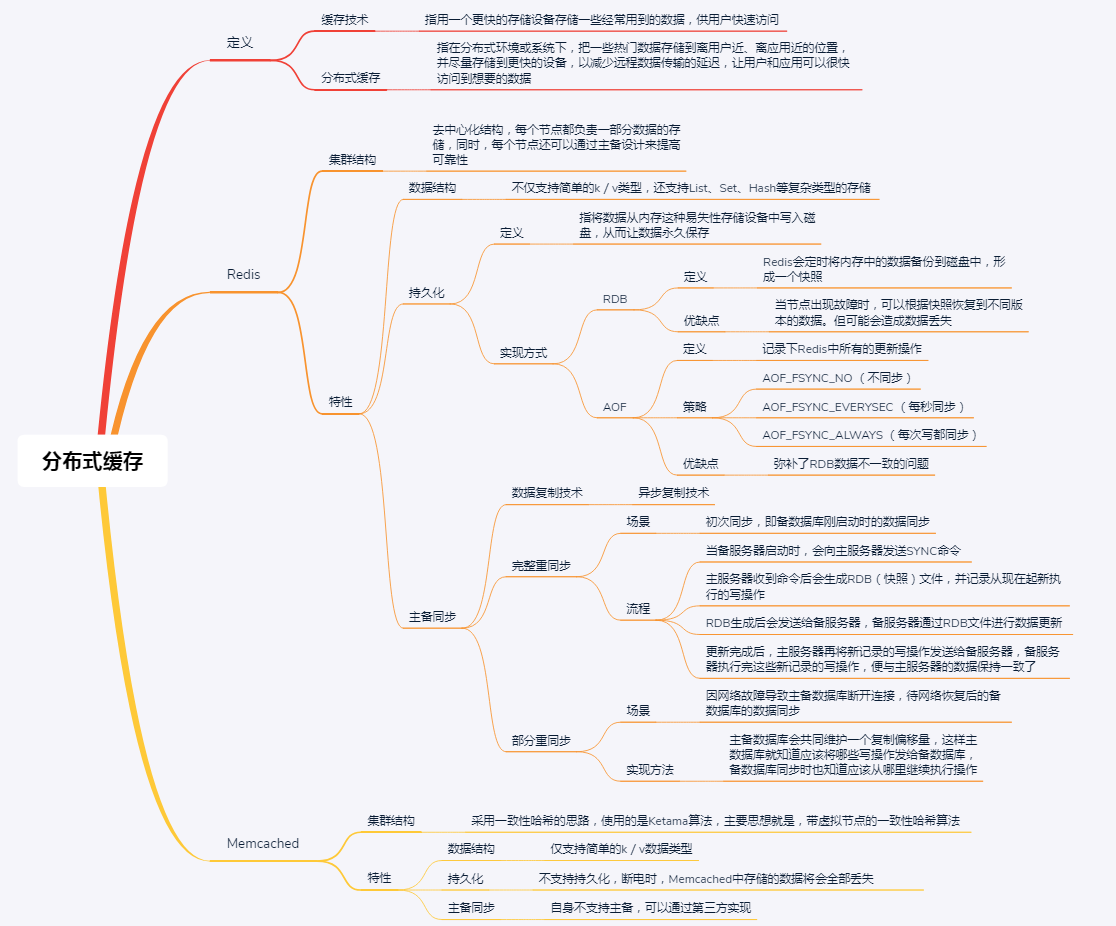 缓存技术
指用一个更快的存储设备存储一些经常用到的数据，供用户快速访问
定义
指在分布式环境或系统下，把一些热门数据存储到离用户近、离应用近的位置，
并尽量存储到更快的设备，以减少远程数据传输的延迟，让用户和应用可以很快
访问到想要的数据
分布式缓存
去中心化结构，每个节点都负责一部分数据的存
储，同时，每个节点还可以通过主备设计来提高
可靠性
集群结构
数据结构
不仅支持简单的k / v类型，还支持List、Set、Hash等复杂类型的存储
定义
指将数据从内存这种易失性存储设备中写入磁
盘，从而让数据永久保存
Redis
持久化
RDB
定义
Redis会定时将内存中的数据备份到磁盘中，形
成一个快照
优缺点
当节点出现故障时，可以根据快照恢复到不同版
本的数据。但可能会造成数据丢失
实现方式
定义
记录下Redis中所有的更新操作
特性
AOF
策略
AOF_FSYNC_NO （不同步）
AOF_FSYNC_EVERYSEC （每秒同步）
AOF_FSYNC_ALWAYS （每次写都同步）
优缺点
弥补了RDB数据不一致的问题
分布式缓存
数据复制技术
异步复制技术
场景
初次同步，即备数据库刚启动时的数据同步
完整重同步
当备服务器启动时，会向主服务器发送SYNC命令
主服务器收到命令后会生成RDB（快照）文件，并记录从现在起新执
行的写操作
流程
RDB生成后会发送给备服务器，备服务器通过RDB文件进行数据更新
更新完成后，主服务器再将新记录的写操作发送给备服务器，备服务
器执行完这些新记录的写操作，便与主服务器的数据保持一致了
主备同步
场景
因网络故障导致主备数据库断开连接，待网络恢复后的备
数据库的数据同步
部分重同步
实现方法
主备数据库会共同维护一个复制偏移量，这样主
数据库就知道应该将哪些写操作发给备数据库，
备数据库同步时也知道应该从哪里继续执行操作
集群结构
采用一致性哈希的思路，使用的是Ketama算法，主要思想就是，带虚拟节点的一致性哈希算法
Memcached
数据结构
仅支持简单的k / v数据类型
特性
持久化
不支持持久化，断电时，Memcached中存储的数据将会全部丢失
主备同步
自身不支持主备，可以通过第三方实现